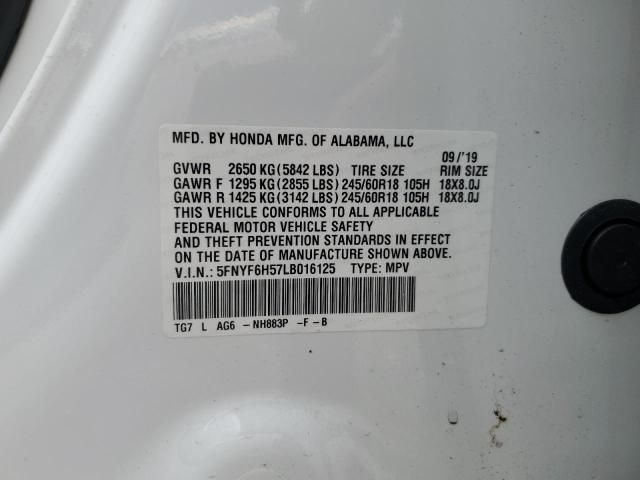 MFD. BY HONDA MFG. OF ALABAMA, LLC
09/'19
GVWR 2650 KG(5842 LBS) TIRE SIZE RIM SIZE
GAWR F 1295 KG(2855 LBS) 245/60R18 105H 18X8.0J
GAWR R 1425 KG(3142 LBS) 245/60R18 105H 18X8.0J
THIS VEHICLE CONFORMS TO ALL APPLICABLE
FEDERAL MOTOR VEHICLE SAFETY
AND THEFT PREVENTION STANDARDS IN EFFECT
ON THE DATE OF MANUFACTURE SHOWN ABOVE.
V.I.N.: 5FNYF6H57LB016125 TYPE: MPV
TG7 L AG6 -NH883P -F-B